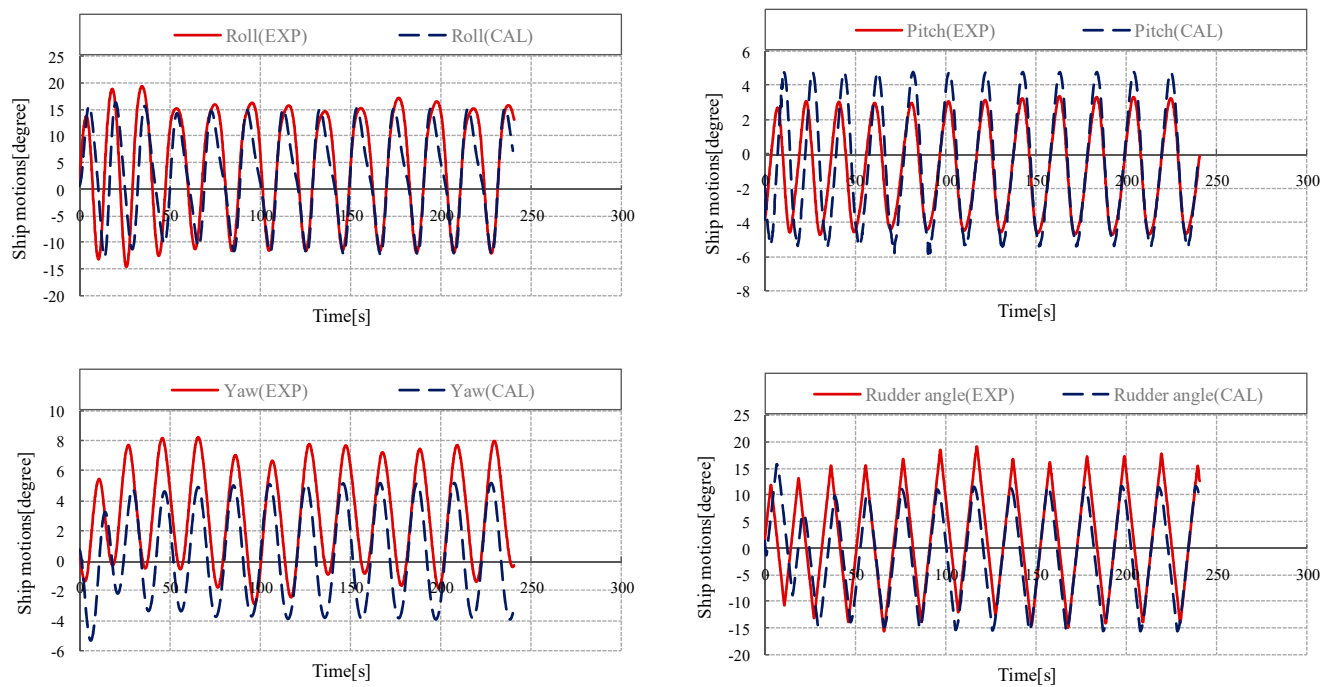 Roll(EXP) Roll(CAL)
25
20
15
10
5
0
-5
-10
-15
-20
0 50 100 150 200 250 300
Ship motions[degree]
Time[s]
Pitch(EXP) Pitch(CAL)
6
4
2
0
-2
-4
-6
-8
0 50 100 150 200 250 300
Ship motions[degree]
Time[s]
Yaw(EXP) Yaw(CAL)
10
8
6
4
2
0
-2
-4
-6
0 50 100 150 200 250 300
Ship motions[degree]
Time[s]
Rudder angle(EXP) Rudder angle(CAL)
25
20
15
10
5
0
-5
-10
-15
-20
0 50 100 150 200 250 300
Ship motions[degree]
Time[s]